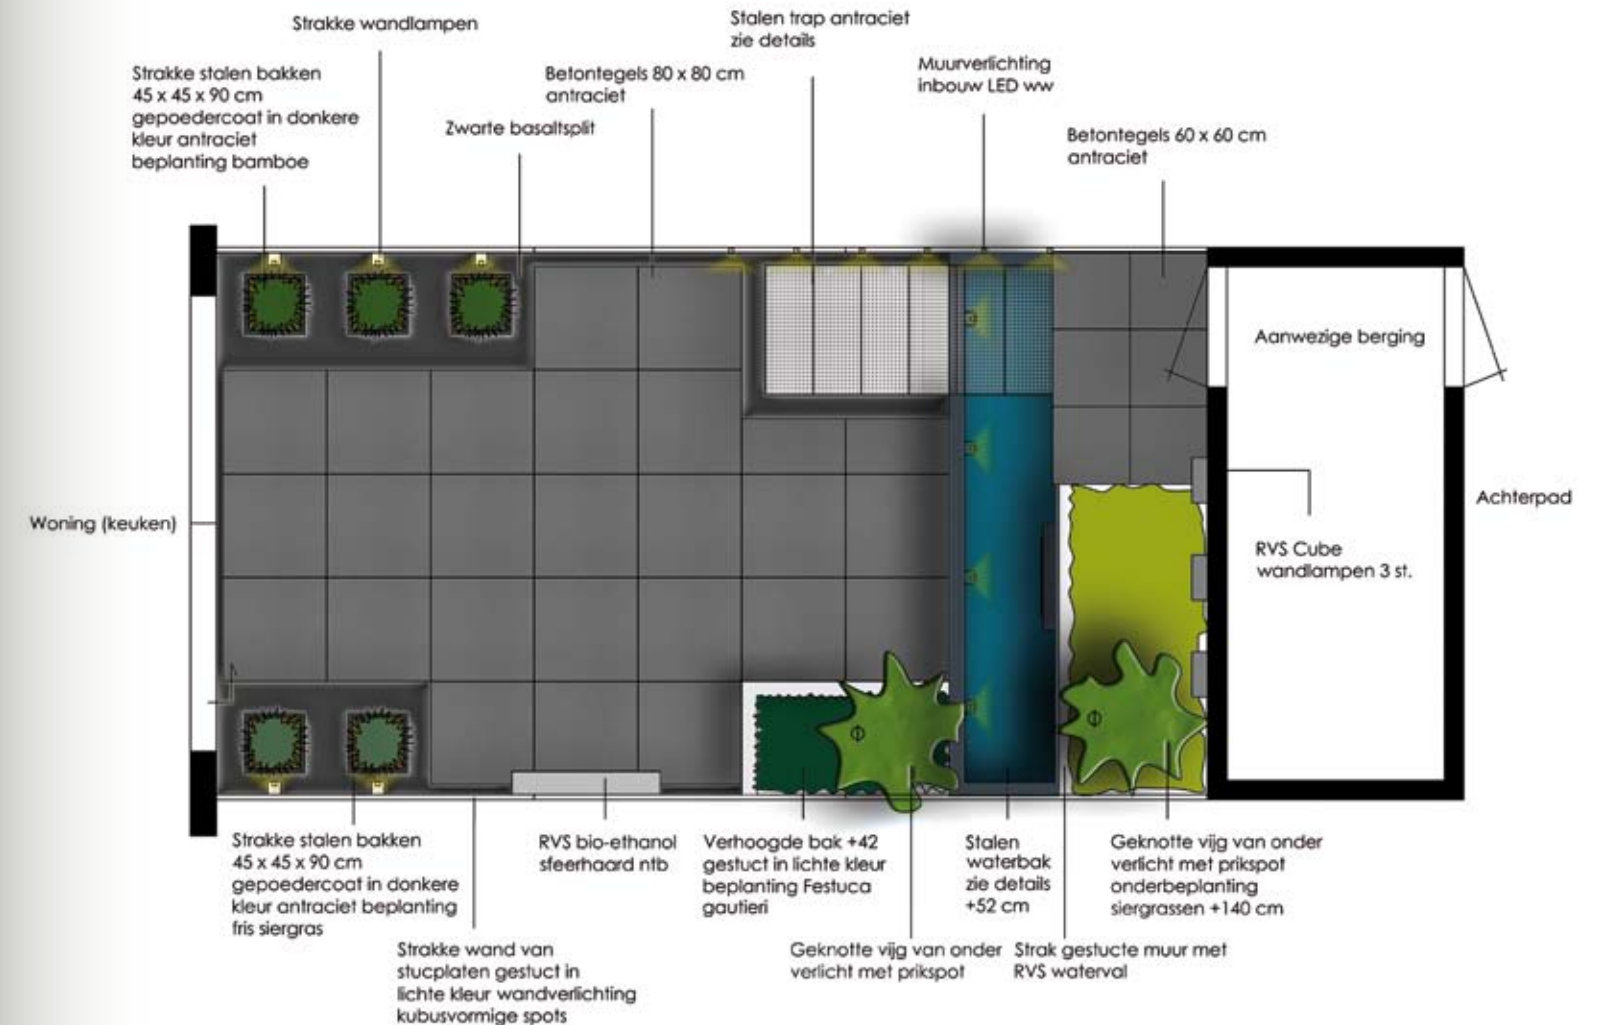 Strakke wandlampen
Stalen trap antraciet
zie details
Strakke stalen bakken
45 x 45 x 90 cm
gepoedercoat in donkere
kleur antraciet
beplanting bamboe
Betontegels 80 x 80 cm
antraciet
Zwarte basaltsplit
Muurverlichting
inbouw LED ww
Betontegels 60 x 60 cm
antraciet
Aanwezige berging
Woning (keuken)
Achterpad
RVS Cube
wandlampen 3 st.
Strakke stalen bakken
45 x 45 x 90 cm
gepoedercoat in donkere
kleur antraciet beplanting
fris siergras
RVS bio-ethanol
sfeerhaard ntb
Verhoogde bak +42
gestuct in lichte kleur
beplanting Festuca
gautieri
Stalen
waterbak
zie details
+52 cm
Geknotte vijg van onder
verlicht met prikspot
onderbeplanting
siergrassen +140 cm
Strakke wand van
stucplaten gestuct in
lichte kleur wandverlichting
kubusvormige spots
Geknotte vijg van onder
verlicht met prikspot
Strak gestucte muur met
RVS waterval